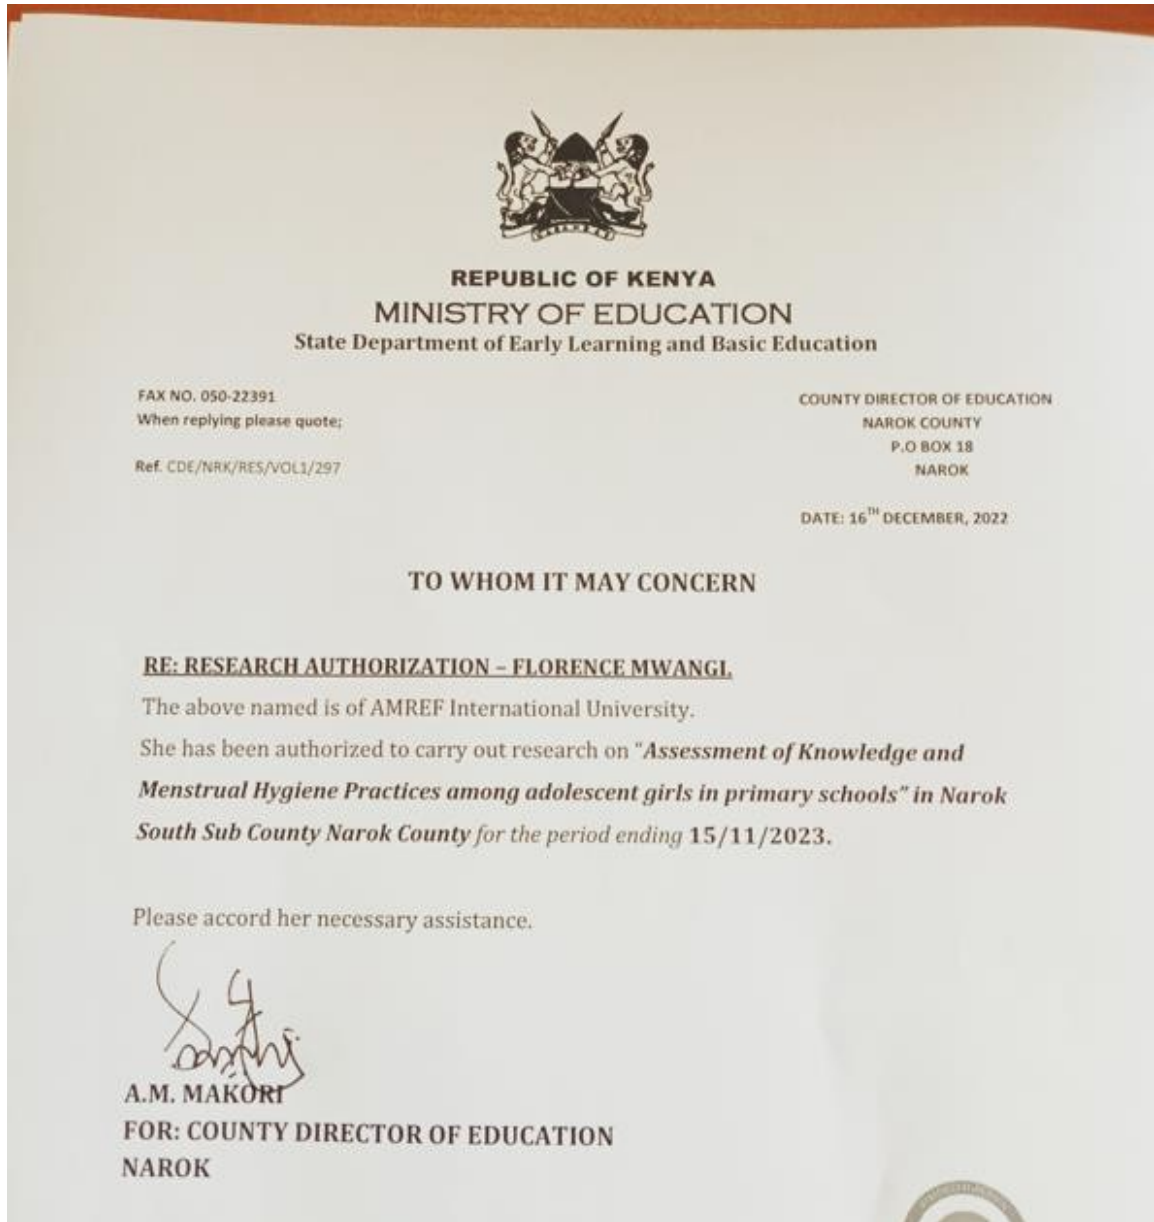 REPUBLIC OF KENYA
MINISTRY OF EDUCATION
State Department of Early Learning and Basic Education
FAX NO. 050-22391
When replying please quote;
Ref. CDE/NRK/RES/VOL1/297
COUNTY DIRECTOR OF EDUCATION
NAROK COUNTY
P.O BOX 18
NAROK
DATE: 16TH DECEMBER, 2022
TO WHOM IT MAY CONCERN
RE: RESEARCH AUTHORIZATION – FLORENCE MWANGI.
The above named is of AMREF International University.
She has been authorized to carry out research on "Assessment of Knowledge and
Menstrual Hygiene Practices among adolescent girls in primary schools" in Narok
South Sub County Narok County for the period ending 15/11/2023.
Please accord her necessary assistance.
A.M. MAKORI
FOR: COUNTY DIRECTOR OF EDUCATION
NAROK